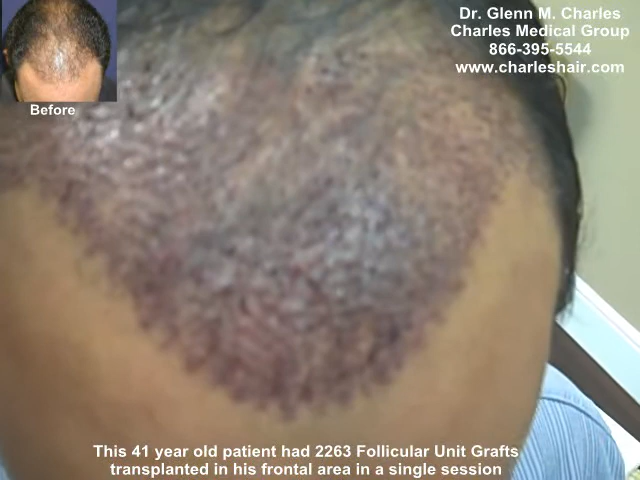 Dr. Glenn M. Charles
Charles Medical Group
866-395-5544
www.charleshair.com
Before
This 41 year old patient had 2263 Follicular Unit Grafts
transplanted in his frontal area in a single session